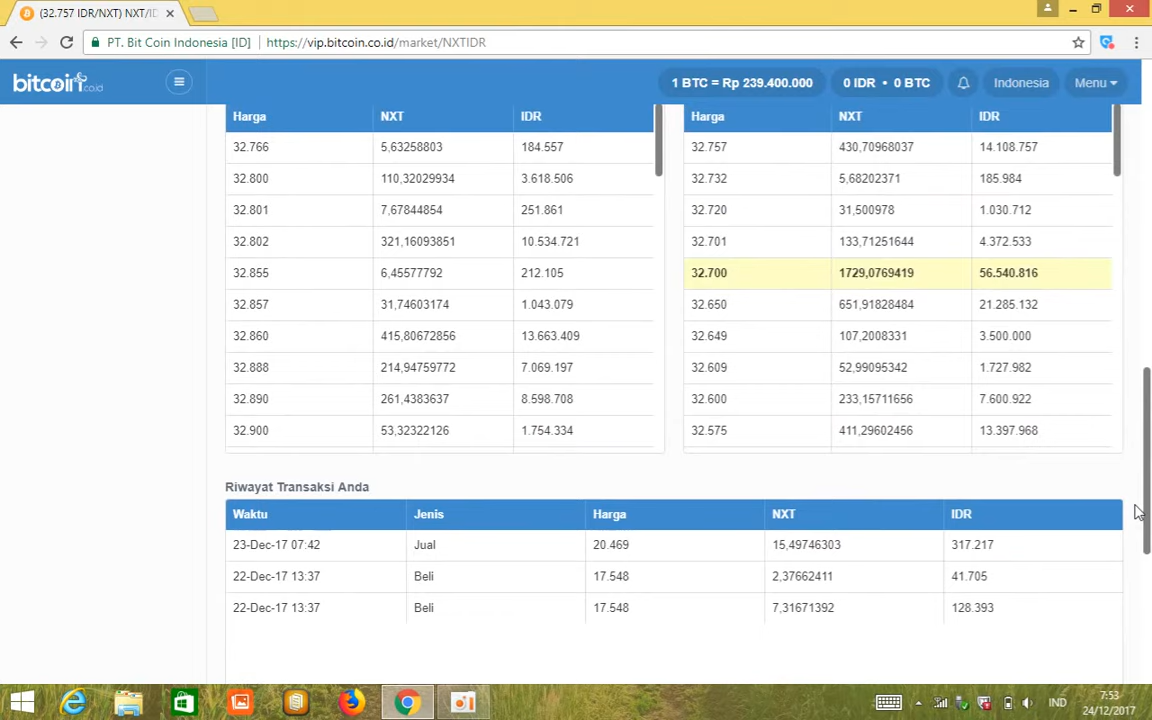 (32.757 IDR/NXT) NXT/ID
PT. Bit Coin Indonesia [ID]
https://vip.bitcoin.co.id/market/NXTIDR
bitcoin.co.id
1 BTC = Rp 239.400.000
0 IDR • 0 BTC
Indonesia
Menu
Harga NXT IDR
32.766 5,63258803 184.557
32.800 110,32029934 3.618.506
32.801 7,67844854 251.861
32.802 321,16093851 10.534.721
32.855 6,45577792 212.105
32.857 31,74603174 1.043.079
32.860 415,80672856 13.663.409
32.888 214,94759772 7.069.197
32.890 261,4383637 8.598.708
32.900 53,32322126 1.754.334
Harga NXT IDR
32.757 430,70968037 14.108.757
32.732 5,68202371 185.984
32.720 31,500978 1.030.712
32.701 133,71251644 4.372.533
32.700 1729,0769419 56.540.816
32.650 651,91828484 21.285.132
32.649 107,2008331 3.500.000
32.609 52,99095342 1.727.982
32.600 233,15711656 7.600.922
32.575 411,29602456 13.397.968
Riwayat Transaksi Anda
Waktu Jenis Harga NXT IDR
23-Dec-17 07:42 Jual 20.469 15,49746303 317.217
22-Dec-17 13:37 Beli 17.548 2,37662411 41.705
22-Dec-17 13:37 Beli 17.548 7,31671392 128.393
IND
7:53
24/12/2017